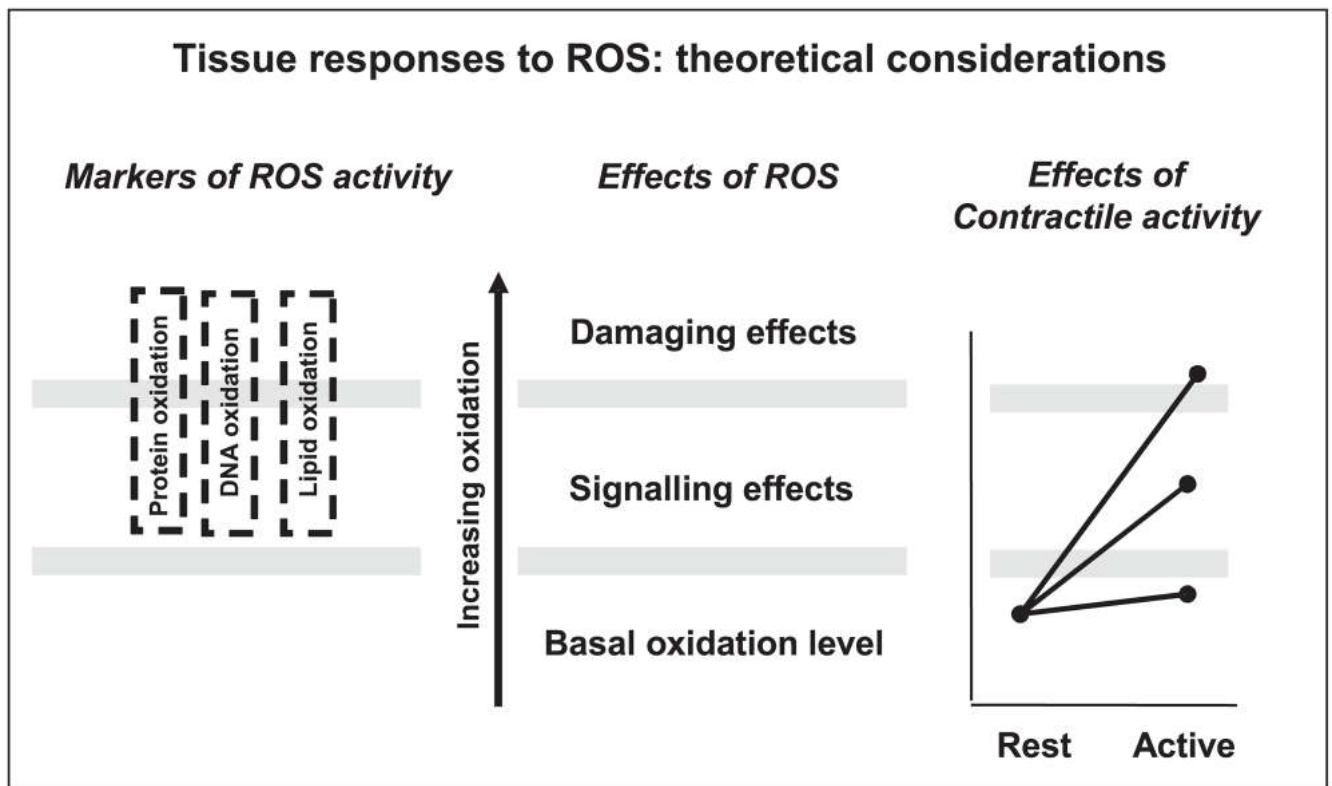 Tissue responses to ROS: theoretical considerations
Markers of ROS activity
Effects of ROS
Effects of
Contractile activity
Protein oxidation
DNA oxidation
Lipid oxidation
Increasing oxidation
Damaging effects
Signalling effects
Basal oxidation level
Rest
Active